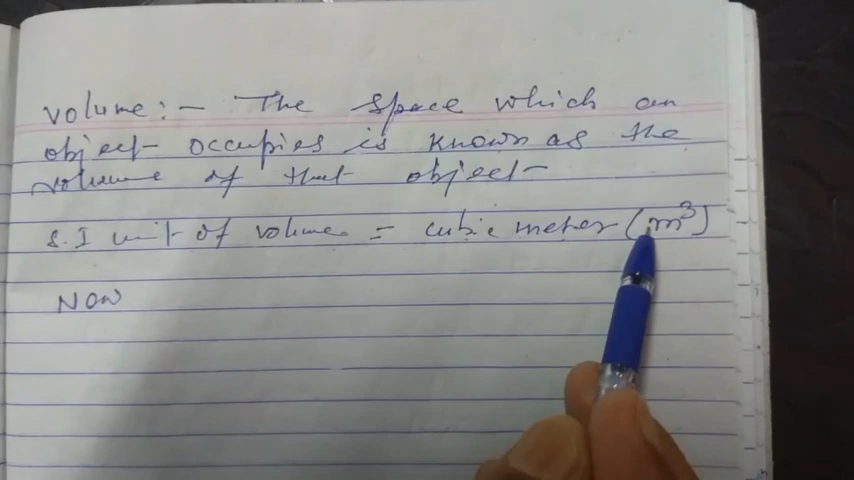 Volume:- The space which an
object occupies is known as the
volume of that object-
S.I unit of volume = cubic meter (m³)
Now